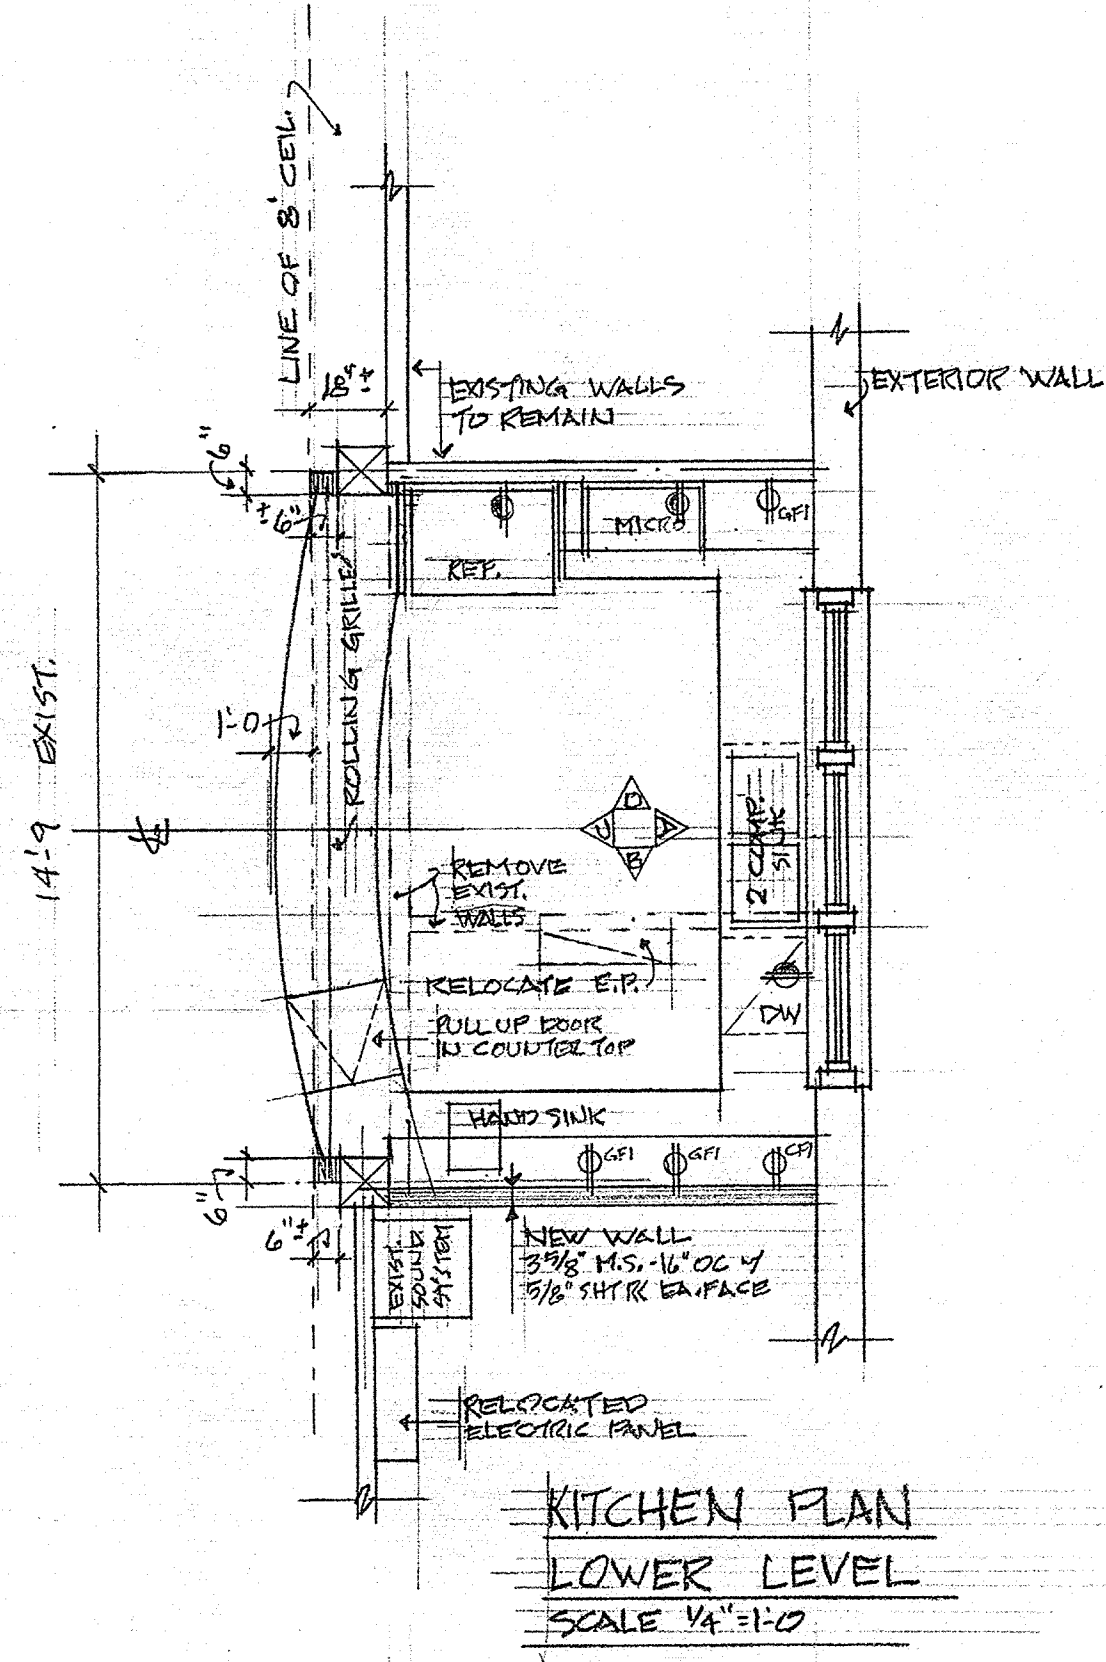 LINE OF 8' CEIL.
EXISTING WALLS
TO REMAIN
EXTERIOR WALL
6"
± 6"
GFI
MICRO
REF.
ROLLING GRILLE
1'-0
14'-9 EXIST.
D
C
A
B
2 COMP.
SINK
REMOVE
EXIST.
WALLS
RELOCATE E.P.
DW
PULL UP DOOR
IN COUNTER TOP
HAND SINK
GFI
GFI
GFI
6"
6" ±
EXIST.
SOUND
SYSTEM
NEW WALL
3 5/8" M.S.-16" OC W/
5/8" SHTRK EA. FACE
RELOCATED
ELECTRIC PANEL
KITCHEN PLAN
LOWER LEVEL
SCALE 1/4"=1'-0